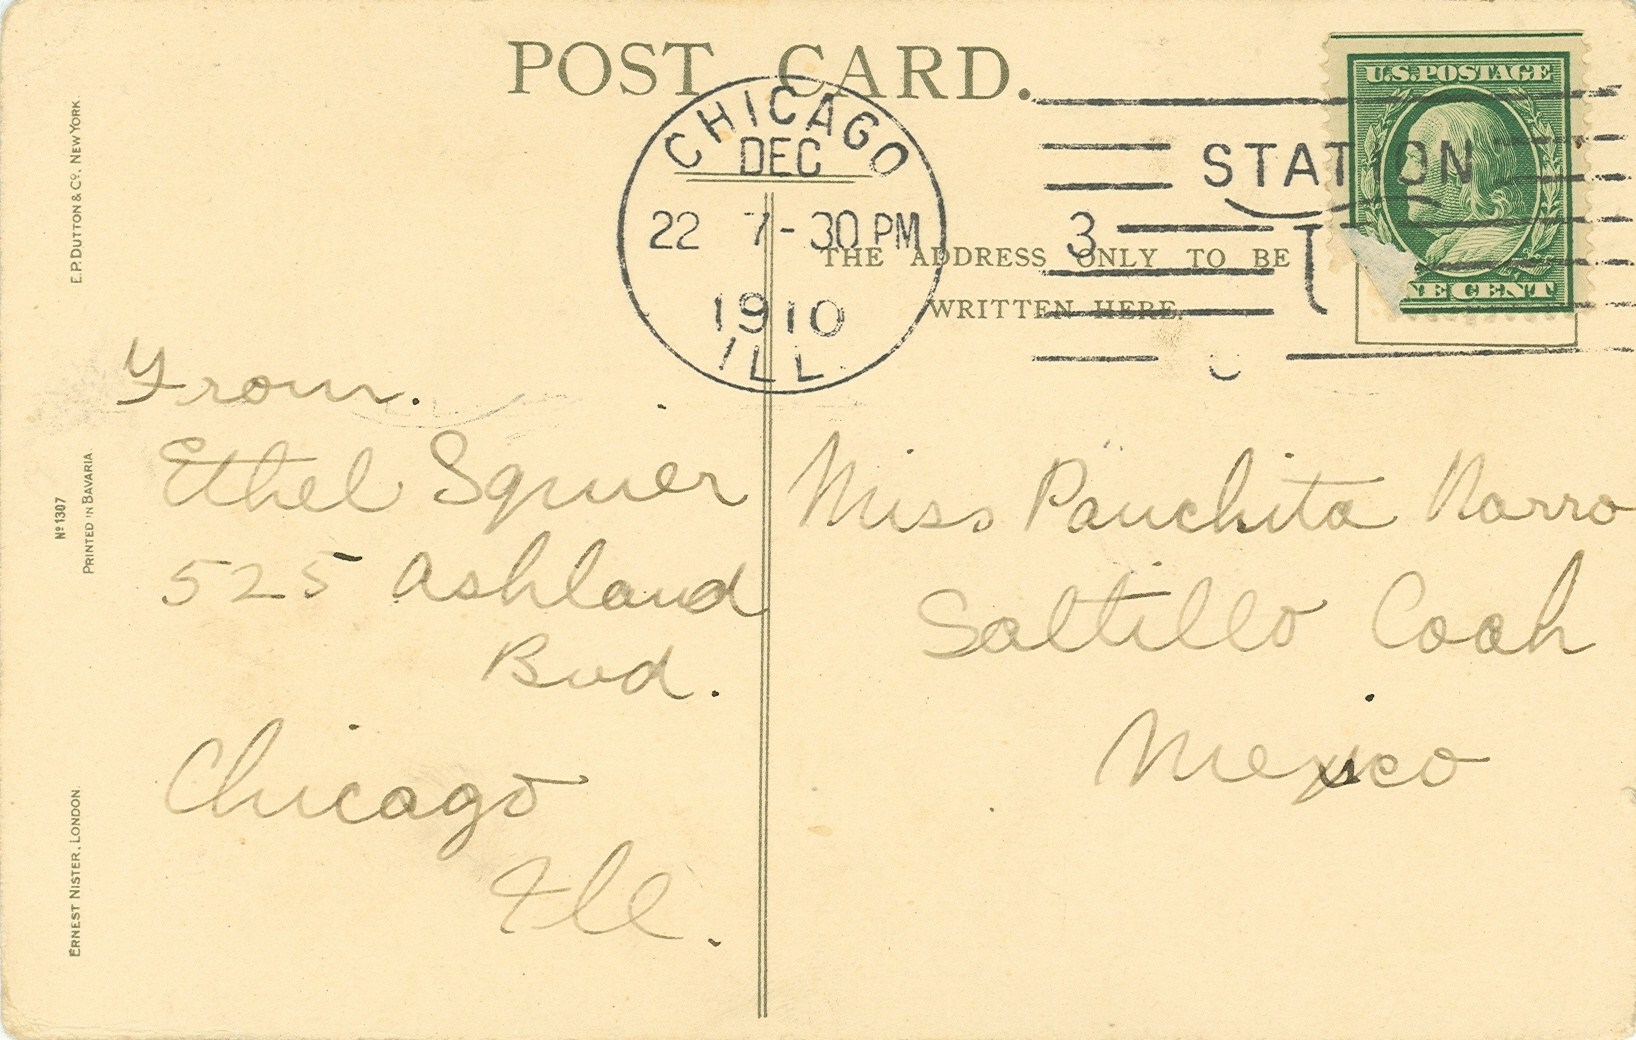 POST CARD.
CHICAGO
DEC
22 7-30 PM
1910
ILL.
STATION
U
3
U.S. POSTAGE
NE CENT
THE ADDRESS ONLY TO BE
WRITTEN HERE.
E.P. DUTTON & Co. NEW YORK.
No 1307
PRINTED IN BAVARIA
ERNEST NISTER, LONDON.
From.
Ethel Squier
525 Ashland
Bvd.
Chicago
Ill.
Miss Panchita Narro
Saltillo Coah
Mexico